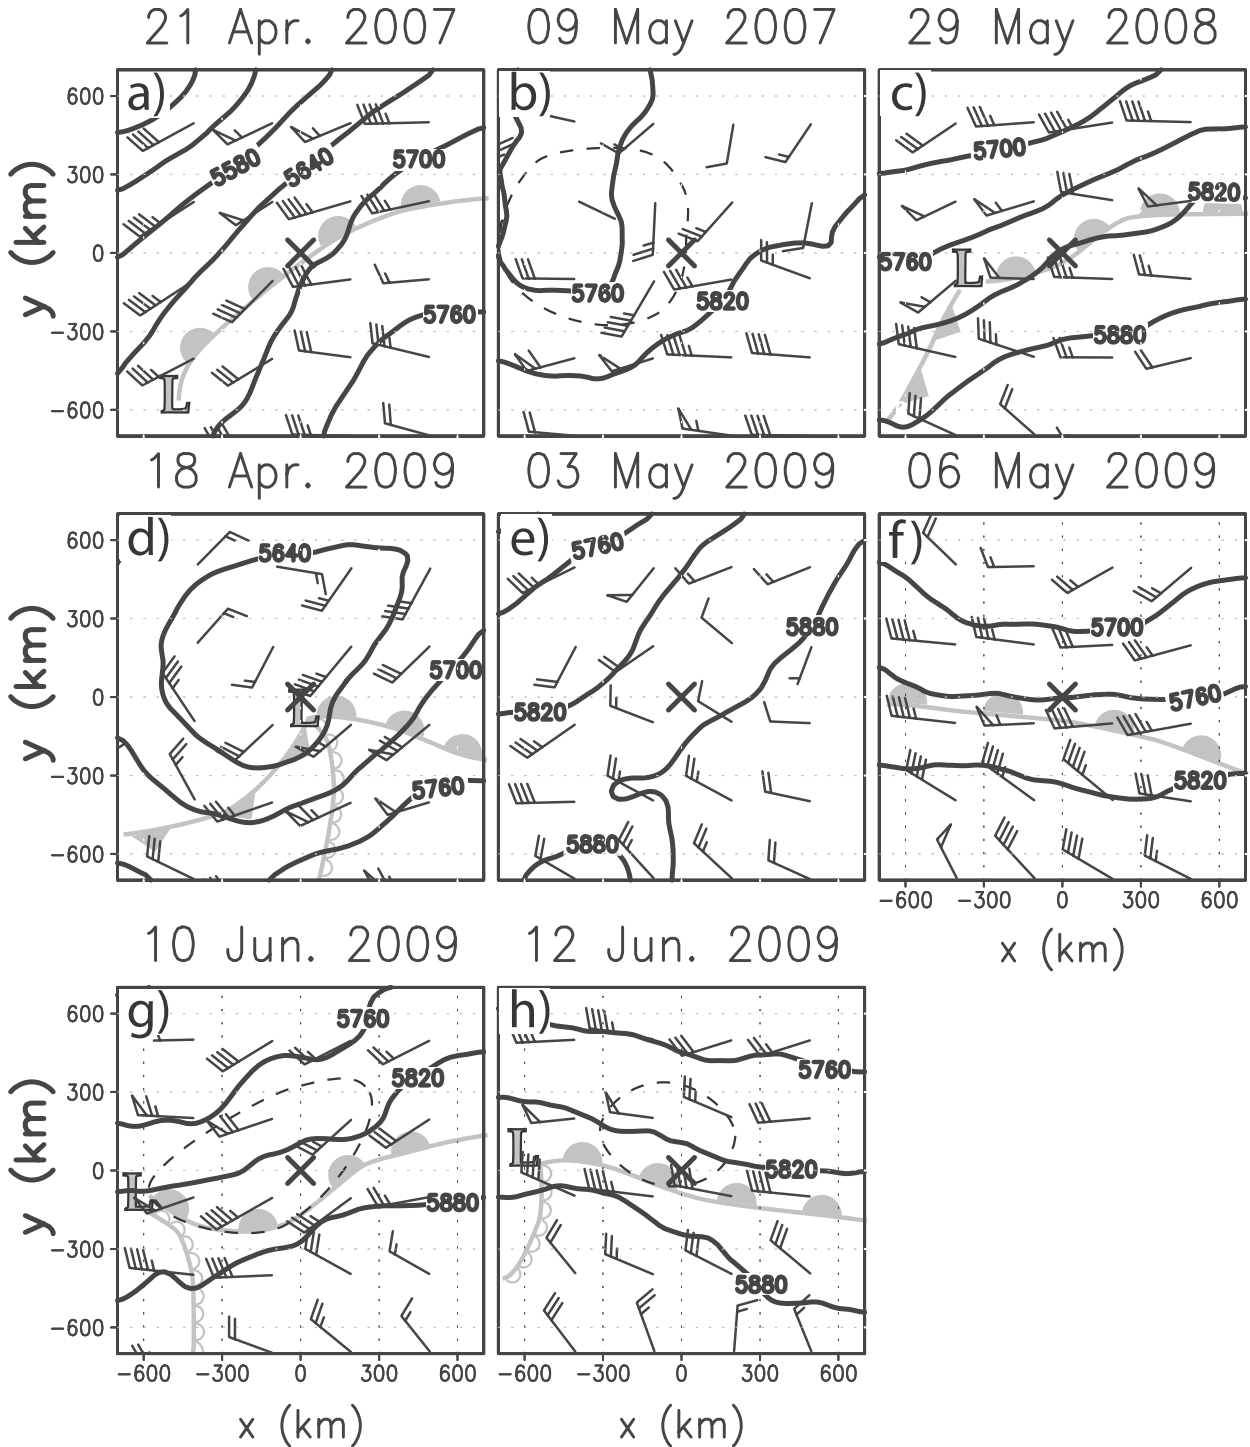 21 Apr. 2007 09 May 2007 29 May 2008
a) b) c)
600
300
0
−300
−600
y (km)
5580 5640 5700 5760
L
5760 5820
5700 5760 5820 5880
L
18 Apr. 2009 03 May 2009 06 May 2009
d) e) f)
600
300
0
−300
−600
y (km)
5640 5700 5760
L
5760 5820 5880 5880
5700 5760 5820
−600 −300 0 300 600
x (km)
10 Jun. 2009 12 Jun. 2009
g) h)
600
300
0
−300
−600
y (km)
5760 5820 5880
L
5760 5820 5880
L
−600 −300 0 300 600 −600 −300 0 300 600
x (km) x (km)